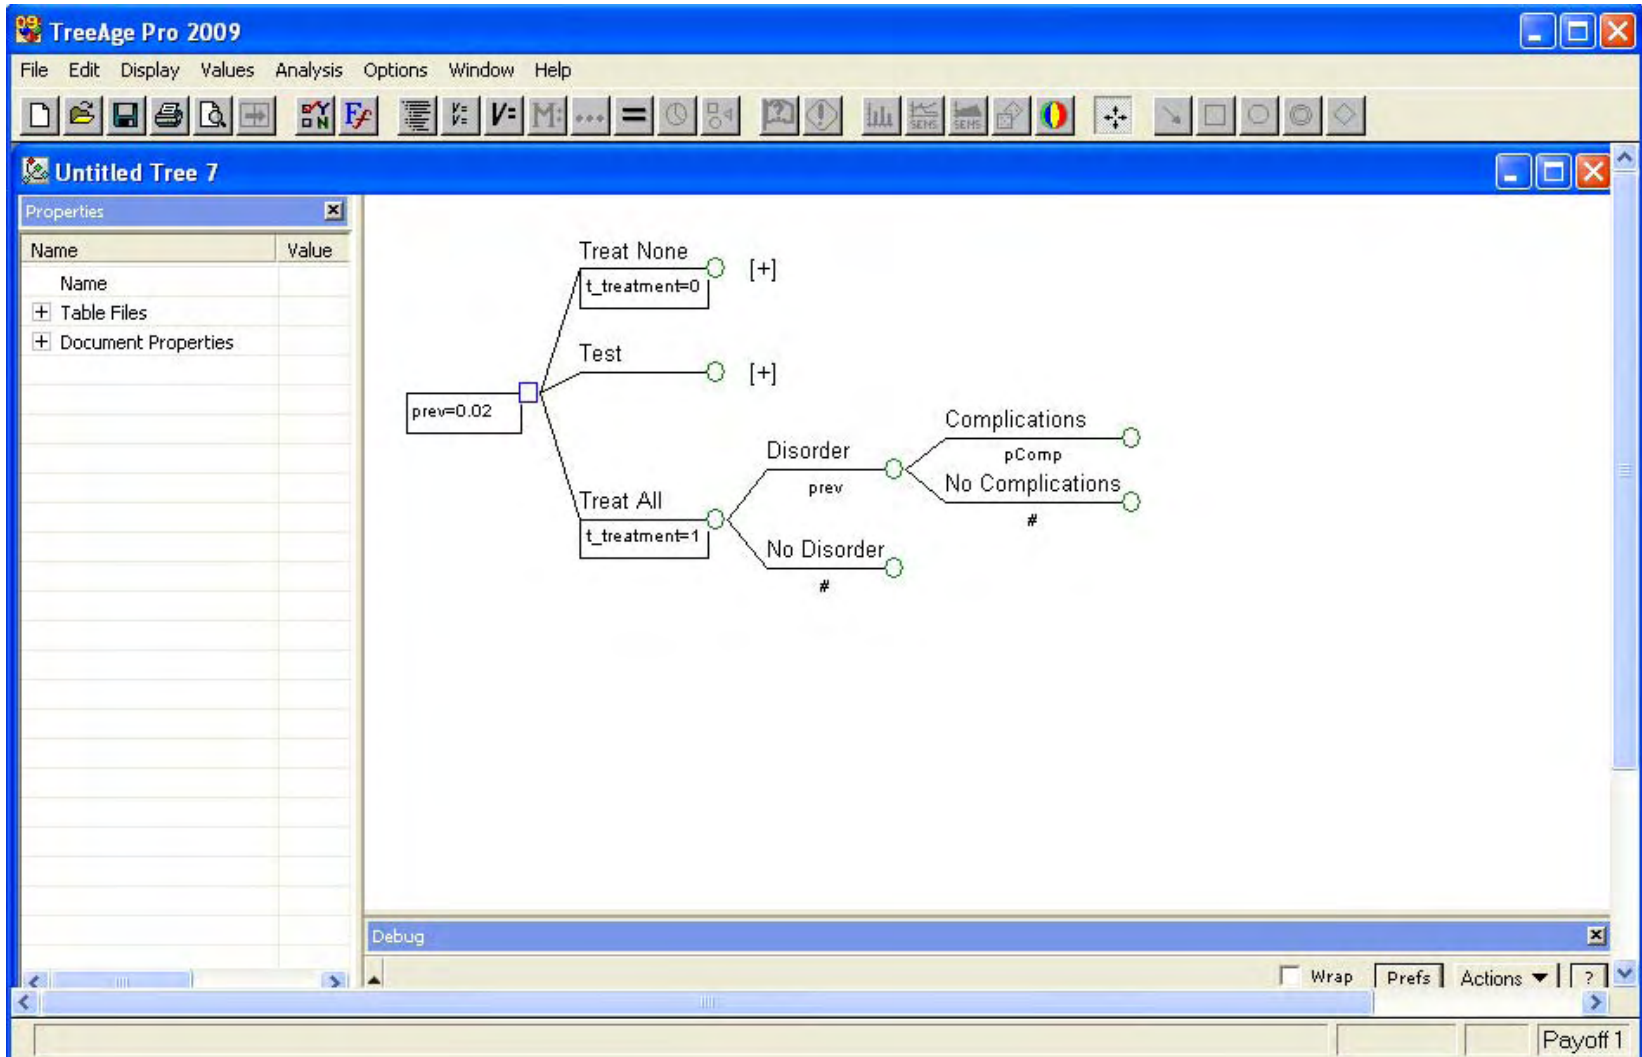 TreeAge Pro 2009
File Edit Display Values Analysis Options Window Help
Untitled Tree 7
Properties
Name Value
Name
Table Files
Document Properties
Treat None
t_treatment=0
[+]
Test
[+]
prev=0.02
Treat All
t_treatment=1
Disorder
prev
No Disorder
#
Complications
pComp
No Complications
#
Debug
Wrap Prefs Actions ?
Payoff 1